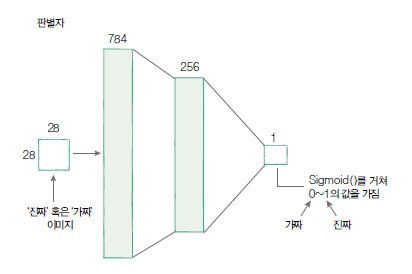 판별자
784
256
28
28
1
Sigmoid()를 거쳐
0~1의 값을 가짐
'진짜' 혹은 '가짜'
이미지
가짜
진짜